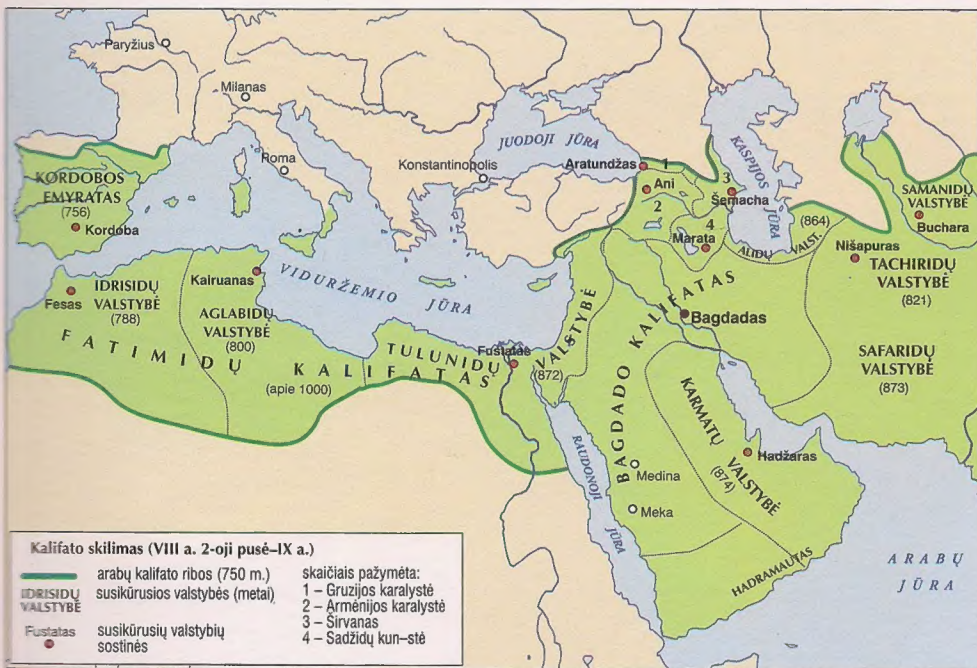 Paryžius
Milanas
Roma
Konstantinopolis
JUODOJI JŪRA
KASPIJOS
JŪRA
Aratundžas
1
Ani
2
3
Šemacha
4
Marata
ALIDŲ VALST.
(864)
SAMANIDŲ
VALSTYBĖ
Buchara
Nišapuras
TACHIRIDŲ
VALSTYBĖ
(821)
SAFARIDŲ
VALSTYBĖ
(873)
KORDOBOS
EMYRATAS
(756)
Kordoba
VIDURŽEMIO JŪRA
Kairuanas
Fesas
IDRISIDŲ
VALSTYBĖ
(788)
AGLABIDŲ
VALSTYBĖ
(800)
FATIMIDŲ KALIFATAS
(apie 1000)
TULUNIDŲ VALSTYBĖ
(872)
Fustatas
BAGDADO KALIFATAS
Bagdadas
KARMATŲ VALSTYBĖ
(874)
Hadžaras
Medina
Meka
RAUDONOJI
JŪRA
HADRAMAUTAS
ARABŲ
JŪRA
Kalifato skilimas (VIII a. 2-oji pusė–IX a.)
arabų kalifato ribos (750 m.)
IDRISIDŲ
VALSTYBĖ
susikūrusios valstybės (metai)
Fustatas
susikūrusių valstybių
sostinės
skaičiais pažymėta:
1 – Gruzijos karalystė
2 – Armėnijos karalystė
3 – Širvanas
4 – Sadžidų kun–stė